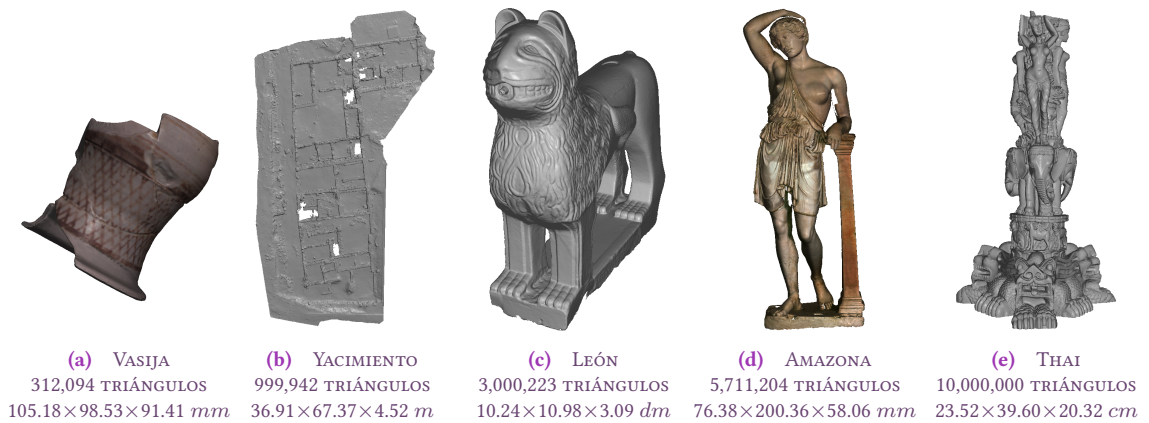 (a) Vasija
312,094 triángulos
105.18×98.53×91.41 mm
(b) Yacimiento
999,942 triángulos
36.91×67.37×4.52 m
(c) León
3,000,223 triángulos
10.24×10.98×3.09 dm
(d) Amazona
5,711,204 triángulos
76.38×200.36×58.06 mm
(e) Thai
10,000,000 triángulos
23.52×39.60×20.32 cm